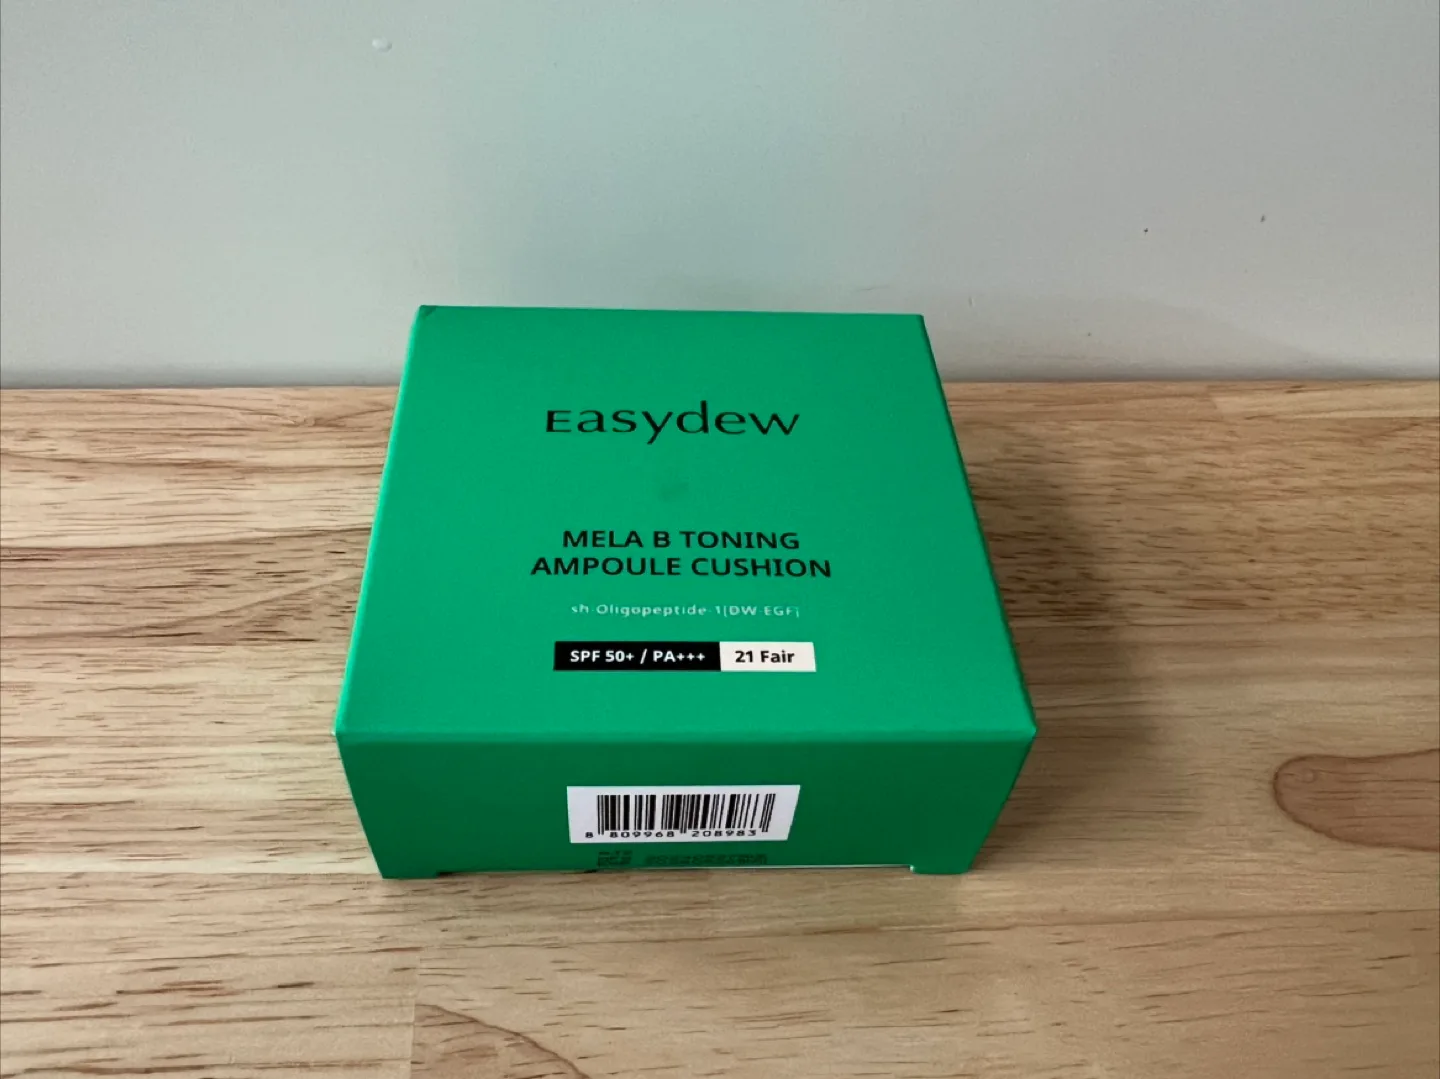 Easydew
MELA B TONING
AMPOULE CUSHION
sh-Oligopeptide-1(DW-EGF)
SPF 50+ / PA+++ 21 Fair
8 809968 208983